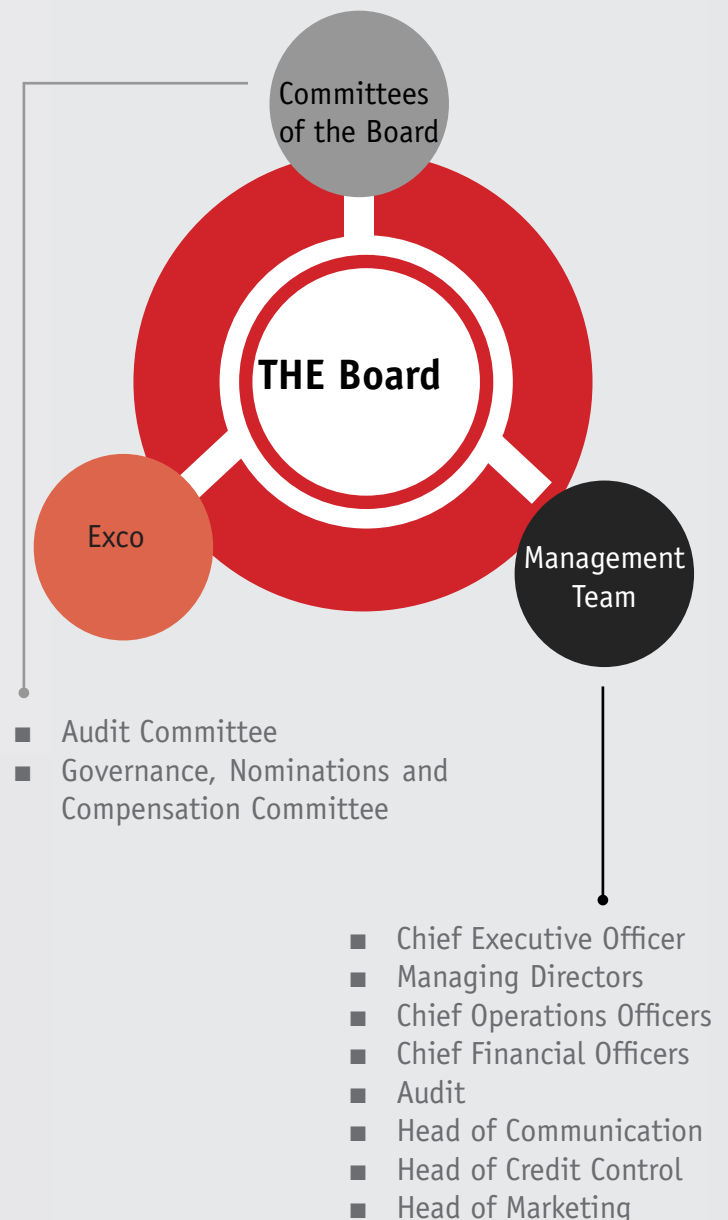 Committees
of the Board
THE Board
Exco
Management
Team
■ Audit Committee
■ Governance, Nominations and
Compensation Committee
■ Chief Executive Officer
■ Managing Directors
■ Chief Operations Officers
■ Chief Financial Officers
■ Audit
■ Head of Communication
■ Head of Credit Control
■ Head of Marketing